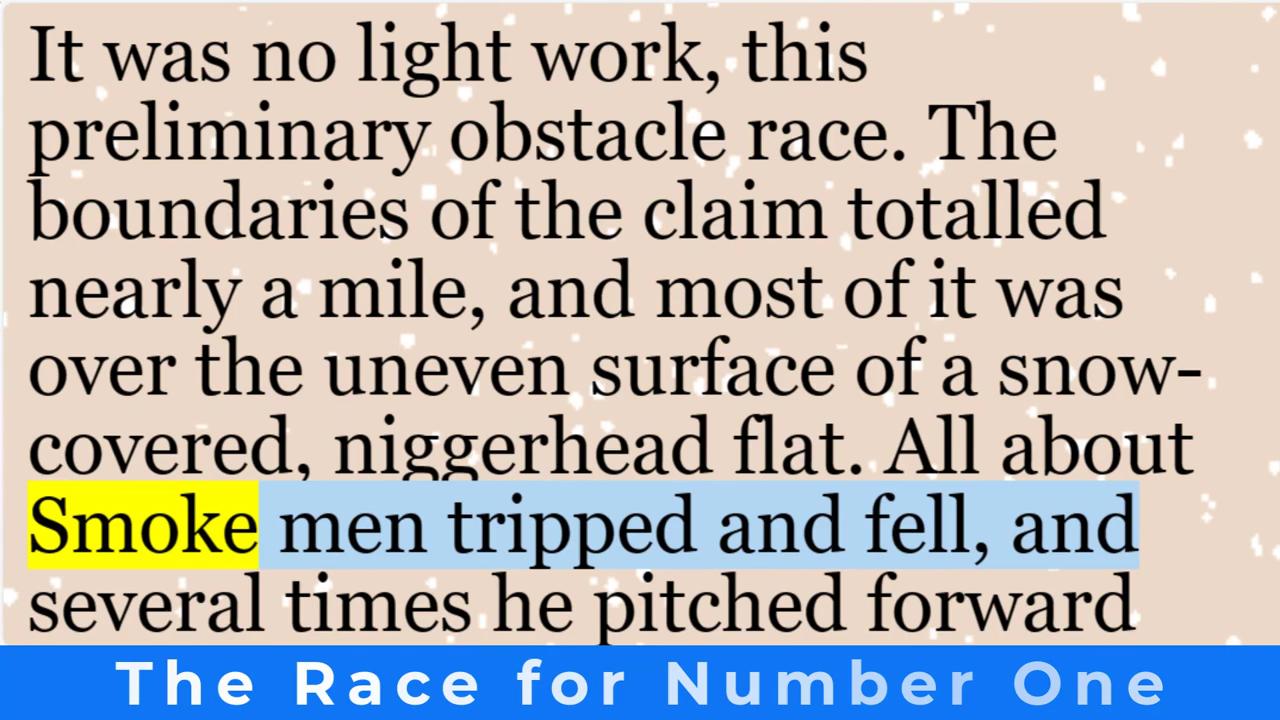 It was no light work, this
preliminary obstacle race. The
boundaries of the claim totalled
nearly a mile, and most of it was
over the uneven surface of a snow-
covered, niggerhead flat. All about
Smoke men tripped and fell, and
several times he pitched forward
The Race for Number One